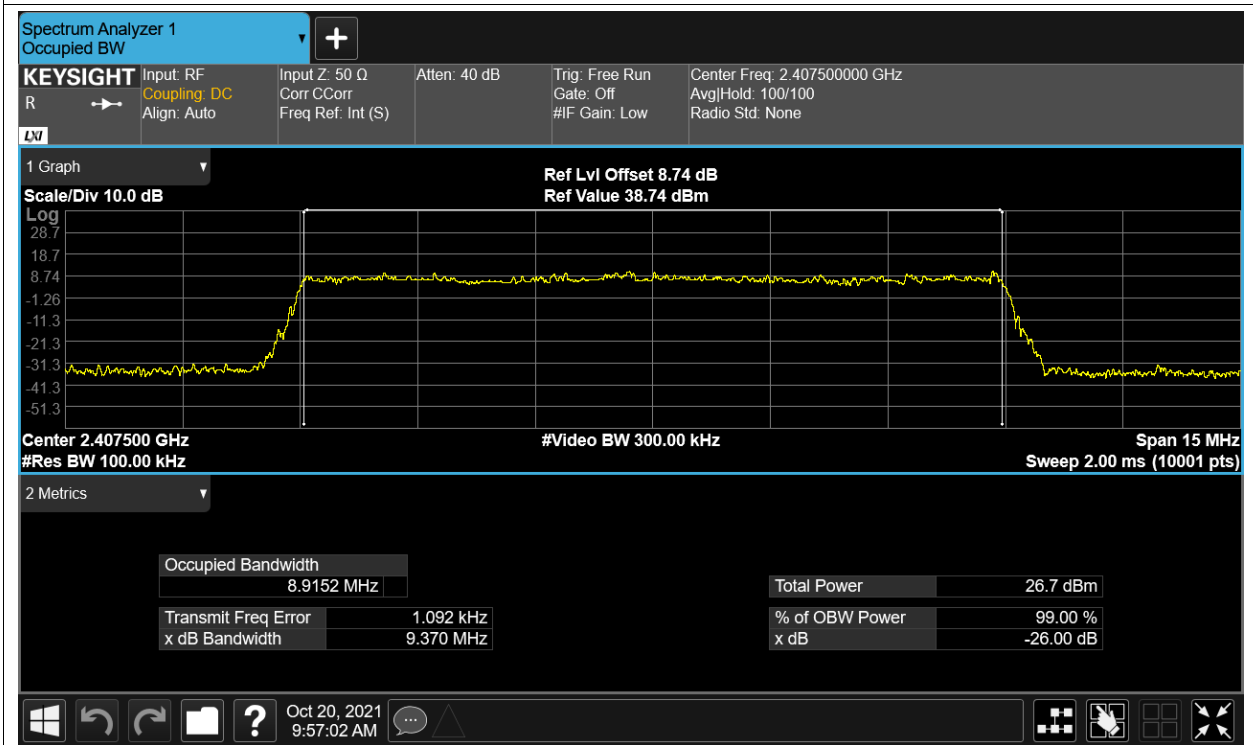 Spectrum Analyzer 1
Occupied BW
+
KEYSIGHT
R
LXI
Input: RF
Coupling: DC
Align: Auto
Input Z: 50 Ω
Corr CCorr
Freq Ref: Int (S)
Atten: 40 dB
Trig: Free Run
Gate: Off
#IF Gain: Low
Center Freq: 2.407500000 GHz
Avg|Hold: 100/100
Radio Std: None
1 Graph
Scale/Div 10.0 dB
Ref Lvl Offset 8.74 dB
Ref Value 38.74 dBm
Log
28.7
18.7
8.74
-1.26
-11.3
-21.3
-31.3
-41.3
-51.3
Center 2.407500 GHz
#Res BW 100.00 kHz
#Video BW 300.00 kHz
Span 15 MHz
Sweep 2.00 ms (10001 pts)
2 Metrics
Occupied Bandwidth
8.9152 MHz
Transmit Freq Error 1.092 kHz
x dB Bandwidth 9.370 MHz
Total Power 26.7 dBm
% of OBW Power 99.00 %
x dB -26.00 dB
?
Oct 20, 2021
9:57:02 AM